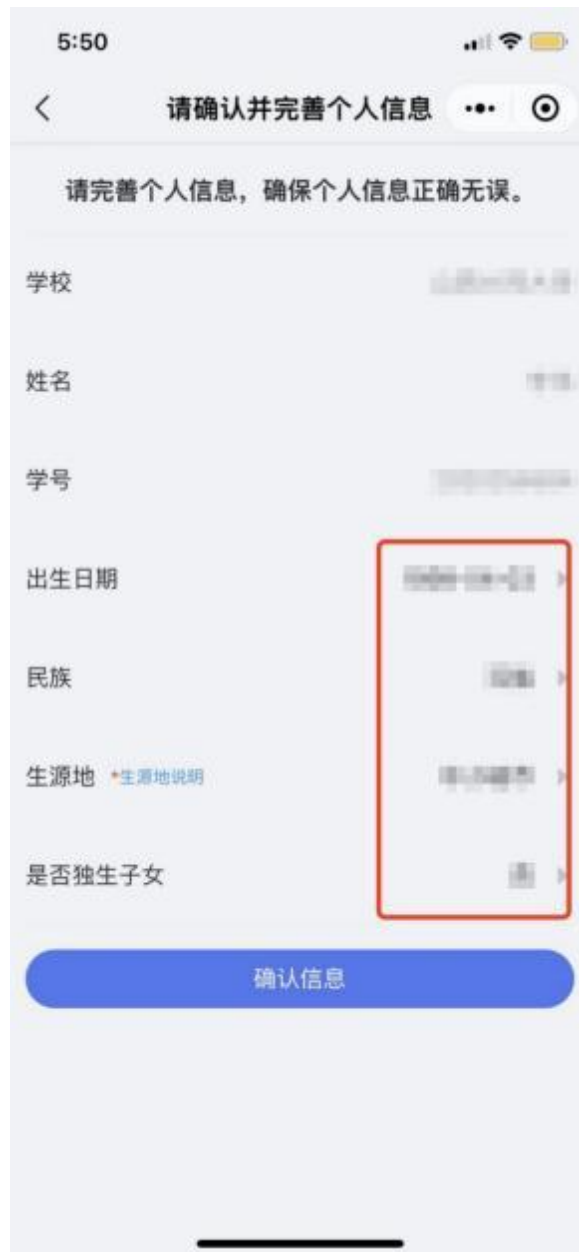 5:50
请确认并完善个人信息
请完善个人信息，确保个人信息正确无误。
学校
姓名
学号
出生日期
民族
生源地 *生源地说明
是否独生子女
确认信息